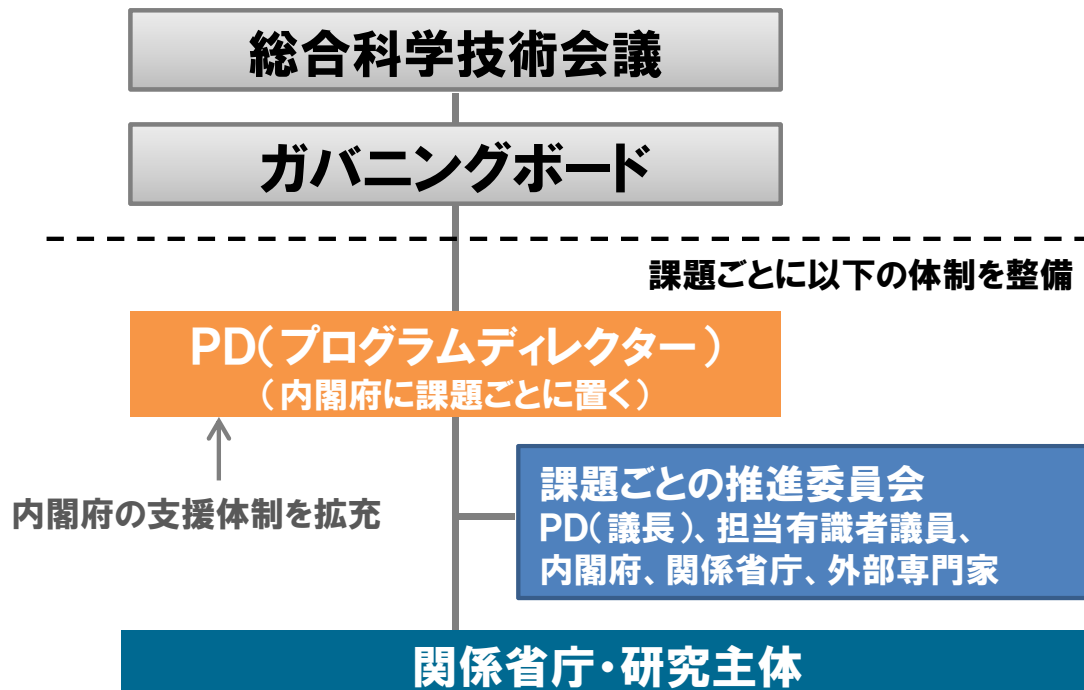 総合科学技術会議
ガバニングボード
課題ごとに以下の体制を整備
PD(プログラムディレクター)
(内閣府に課題ごとに置く)
内閣府の支援体制を拡充
課題ごとの推進委員会
PD(議長)、担当有識者議員、
内閣府、関係省庁、外部専門家
関係省庁・研究主体